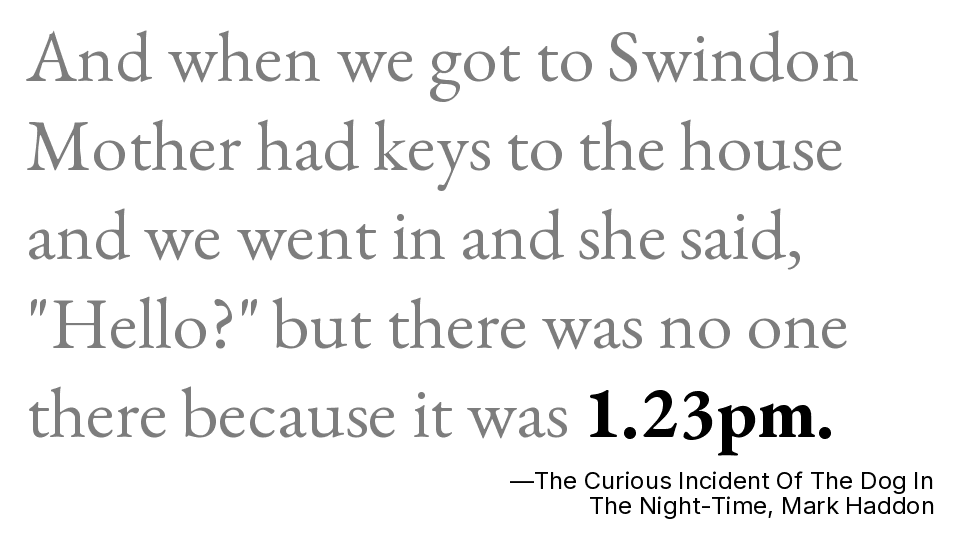 And when we got to Swindon
Mother had keys to the house
and we went in and she said,
"Hello?" but there was no one
there because it was 1.23pm.
—The Curious Incident Of The Dog In
The Night-Time, Mark Haddon